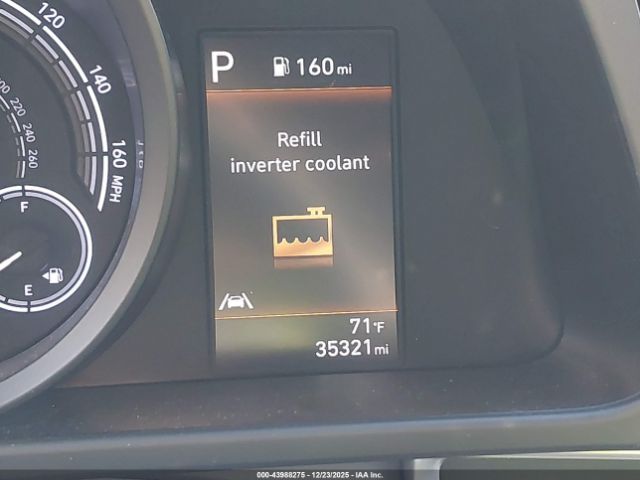 120
140
160 MPH
200
220
240
260
F
E
P 160 mi
Refill
inverter coolant
71°F
35321 mi
000-43988275 - 12/23/2025 - IAA Inc.